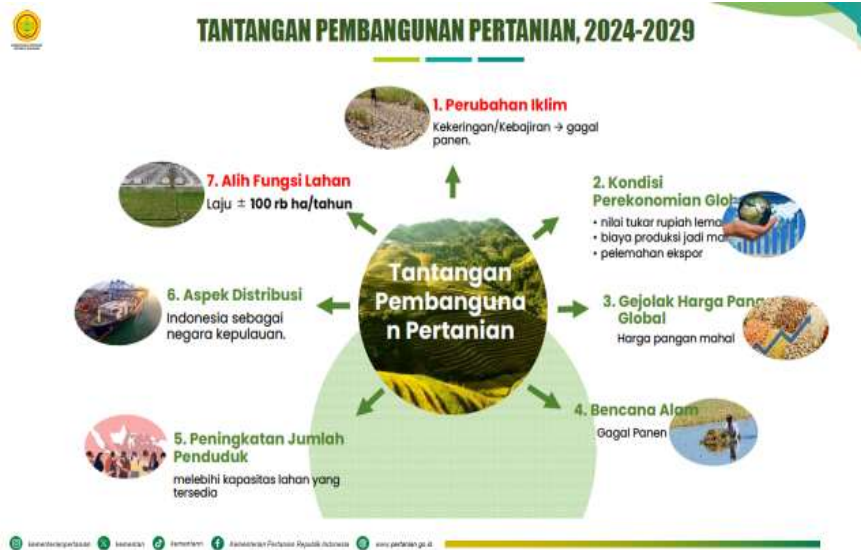 TANTANGAN PEMBANGUNAN PERTANIAN, 2024-2029
1. Perubahan Iklim
Kekeringan/Kebajiran → gagal
panen.
2. Kondisi
Perekonomian Glob
• nilai tukar rupiah lema
• biaya produksi jadi ma
• pelemahan ekspor
3. Gejolak Harga Pang
Global
Harga pangan mahal
4. Bencana Alam
Gagal Panen
5. Peningkatan Jumlah
Penduduk
melebihi kapasitas lahan yang
tersedia
6. Aspek Distribusi
Indonesia sebagai
negara kepulauan.
7. Alih Fungsi Lahan
Laju ± 100 rb ha/tahun
Tantangan
Pembanguna
n Pertanian
kementerianpertanian kementan kementann Kementerian Pertanian Republik Indonesia www.pertanian.go.id